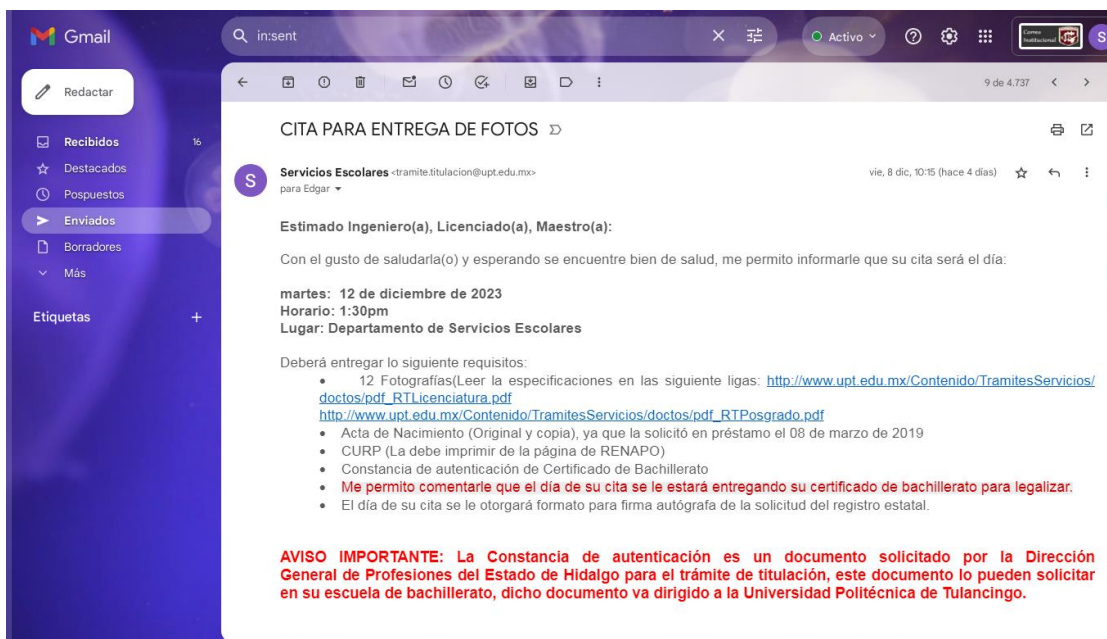 Gmail
in:sent
Activo
Correo
Institucional
S
Redactar
9 de 4.737
CITA PARA ENTREGA DE FOTOS
Recibidos 16
Destacados
Pospuestos
Enviados
Borradores
Más
Etiquetas
S
Servicios Escolares <tramite.titulacion@upt.edu.mx>
vie, 8 dic, 10:15 (hace 4 días)
para Edgar
Estimado Ingeniero(a), Licenciado(a), Maestro(a):
Con el gusto de saludarla(o) y esperando se encuentre bien de salud, me permito informarle que su cita será el día:
martes: 12 de diciembre de 2023
Horario: 1:30pm
Lugar: Departamento de Servicios Escolares
Deberá entregar lo siguiente requisitos:
• 12 Fotografías(Leer la especificaciones en las siguiente ligas: http://www.upt.edu.mx/Contenido/TramitesServicios/
doctos/pdf_RTLicenciatura.pdf
http://www.upt.edu.mx/Contenido/TramitesServicios/doctos/pdf_RTPosgrado.pdf
• Acta de Nacimiento (Original y copia), ya que la solicitó en préstamo el 08 de marzo de 2019
• CURP (La debe imprimir de la página de RENAPO)
• Constancia de autenticación de Certificado de Bachillerato
• Me permito comentarle que el día de su cita se le estará entregando su certificado de bachillerato para legalizar.
• El día de su cita se le otorgará formato para firma autógrafa de la solicitud del registro estatal.
AVISO IMPORTANTE: La Constancia de autenticación es un documento solicitado por la Dirección
General de Profesiones del Estado de Hidalgo para el trámite de titulación, este documento lo pueden solicitar
en su escuela de bachillerato, dicho documento va dirigido a la Universidad Politécnica de Tulancingo.